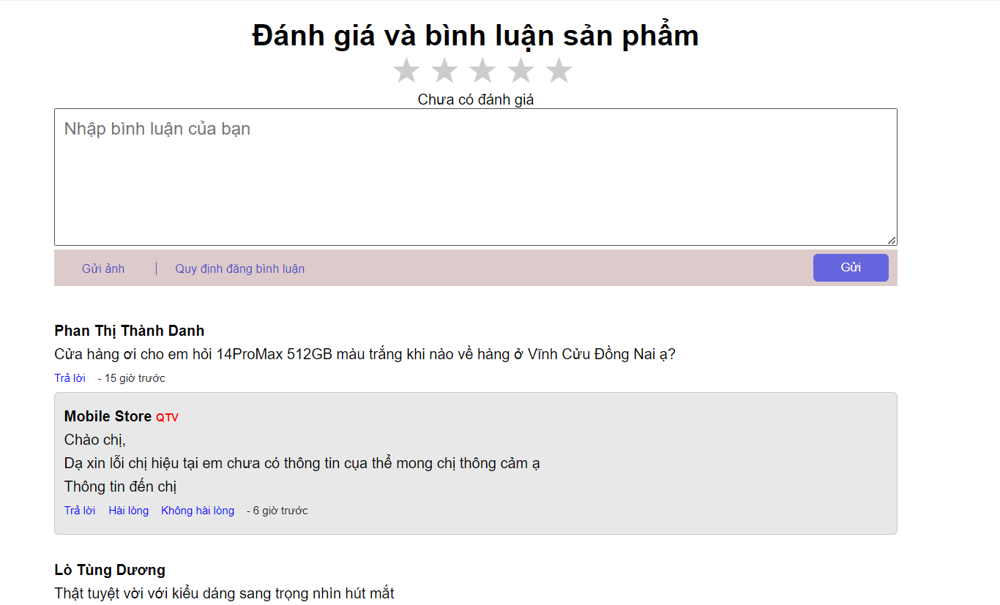 Đánh giá và bình luận sản phẩm
Chưa có đánh giá
Nhập bình luận của bạn
Gửi ảnh | Quy định đăng bình luận Gửi
Phan Thị Thành Danh
Cửa hàng ơi cho em hỏi 14ProMax 512GB màu trắng khi nào về hàng ở Vĩnh Cửu Đồng Nai ạ?
Trả lời - 15 giờ trước
Mobile Store QTV
Chào chị,
Dạ xin lỗi chị hiệu tại em chưa có thông tin cụa thể mong chị thông cảm ạ
Thông tin đến chị
Trả lời Hài lòng Không hài lòng - 6 giờ trước
Lò Tùng Dương
Thật tuyệt vời với kiểu dáng sang trọng nhìn hút mắt